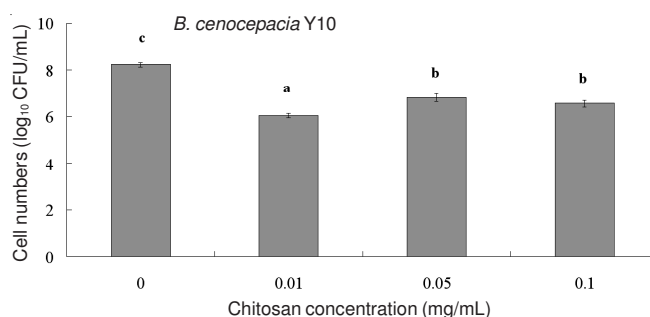 B. cenocepacia Y10
10
8
6
4
2
0
Cell numbers (log₁₀ CFU/mL)
c
a
b
b
0 0.01 0.05 0.1
Chitosan concentration (mg/mL)